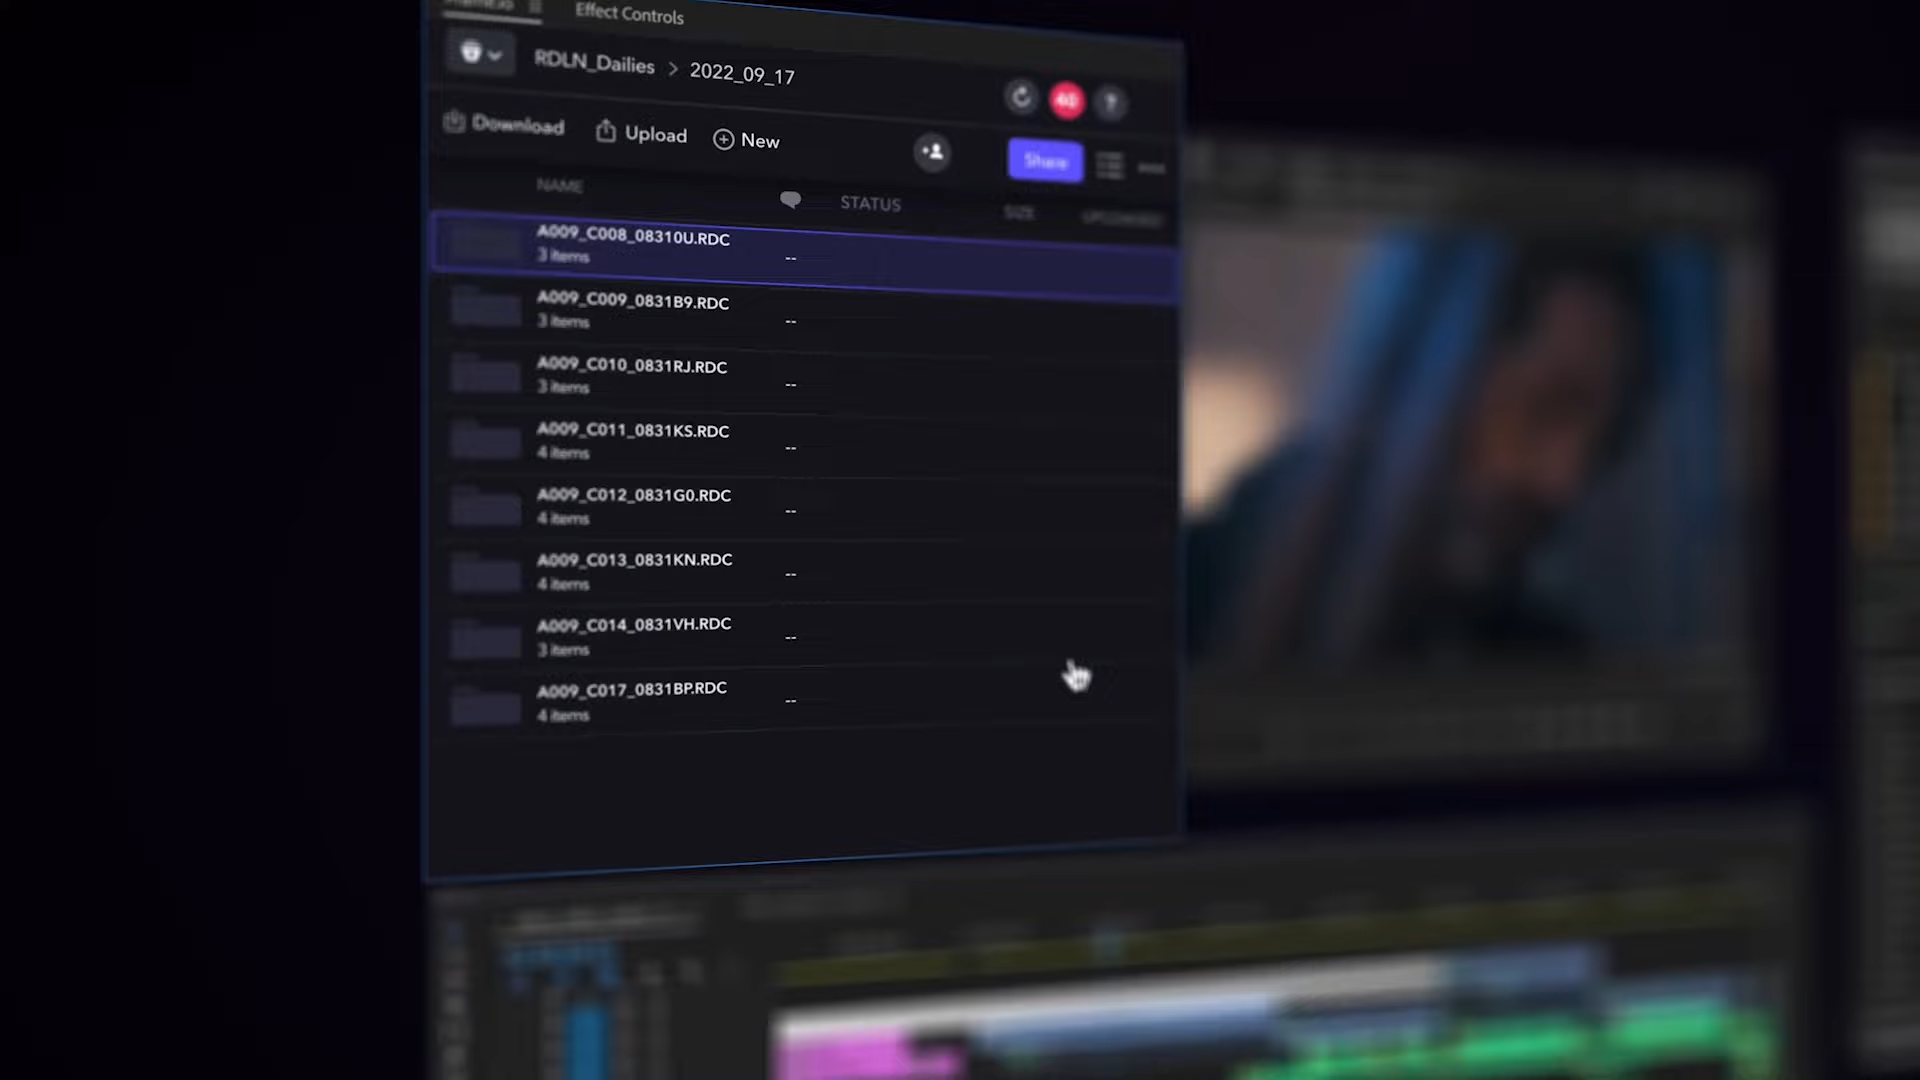 Effect Controls
RDLN_Dailies > 2022_09_17
Download Upload New
Share
NAME STATUS SIZE
A009_C008_08310U.RDC
3 items --
A009_C009_0831B9.RDC
3 items --
A009_C010_0831RJ.RDC
3 items --
A009_C011_0831KS.RDC
4 items --
A009_C012_0831G0.RDC
4 items --
A009_C013_0831KN.RDC
4 items --
A009_C014_0831VH.RDC
3 items --
A009_C017_0831BP.RDC
4 items --